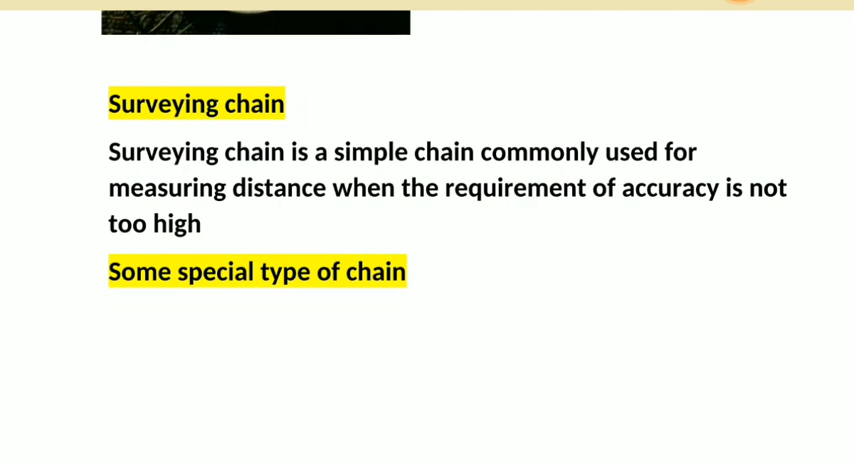 Surveying chain
Surveying chain is a simple chain commonly used for
measuring distance when the requirement of accuracy is not
too high
Some special type of chain